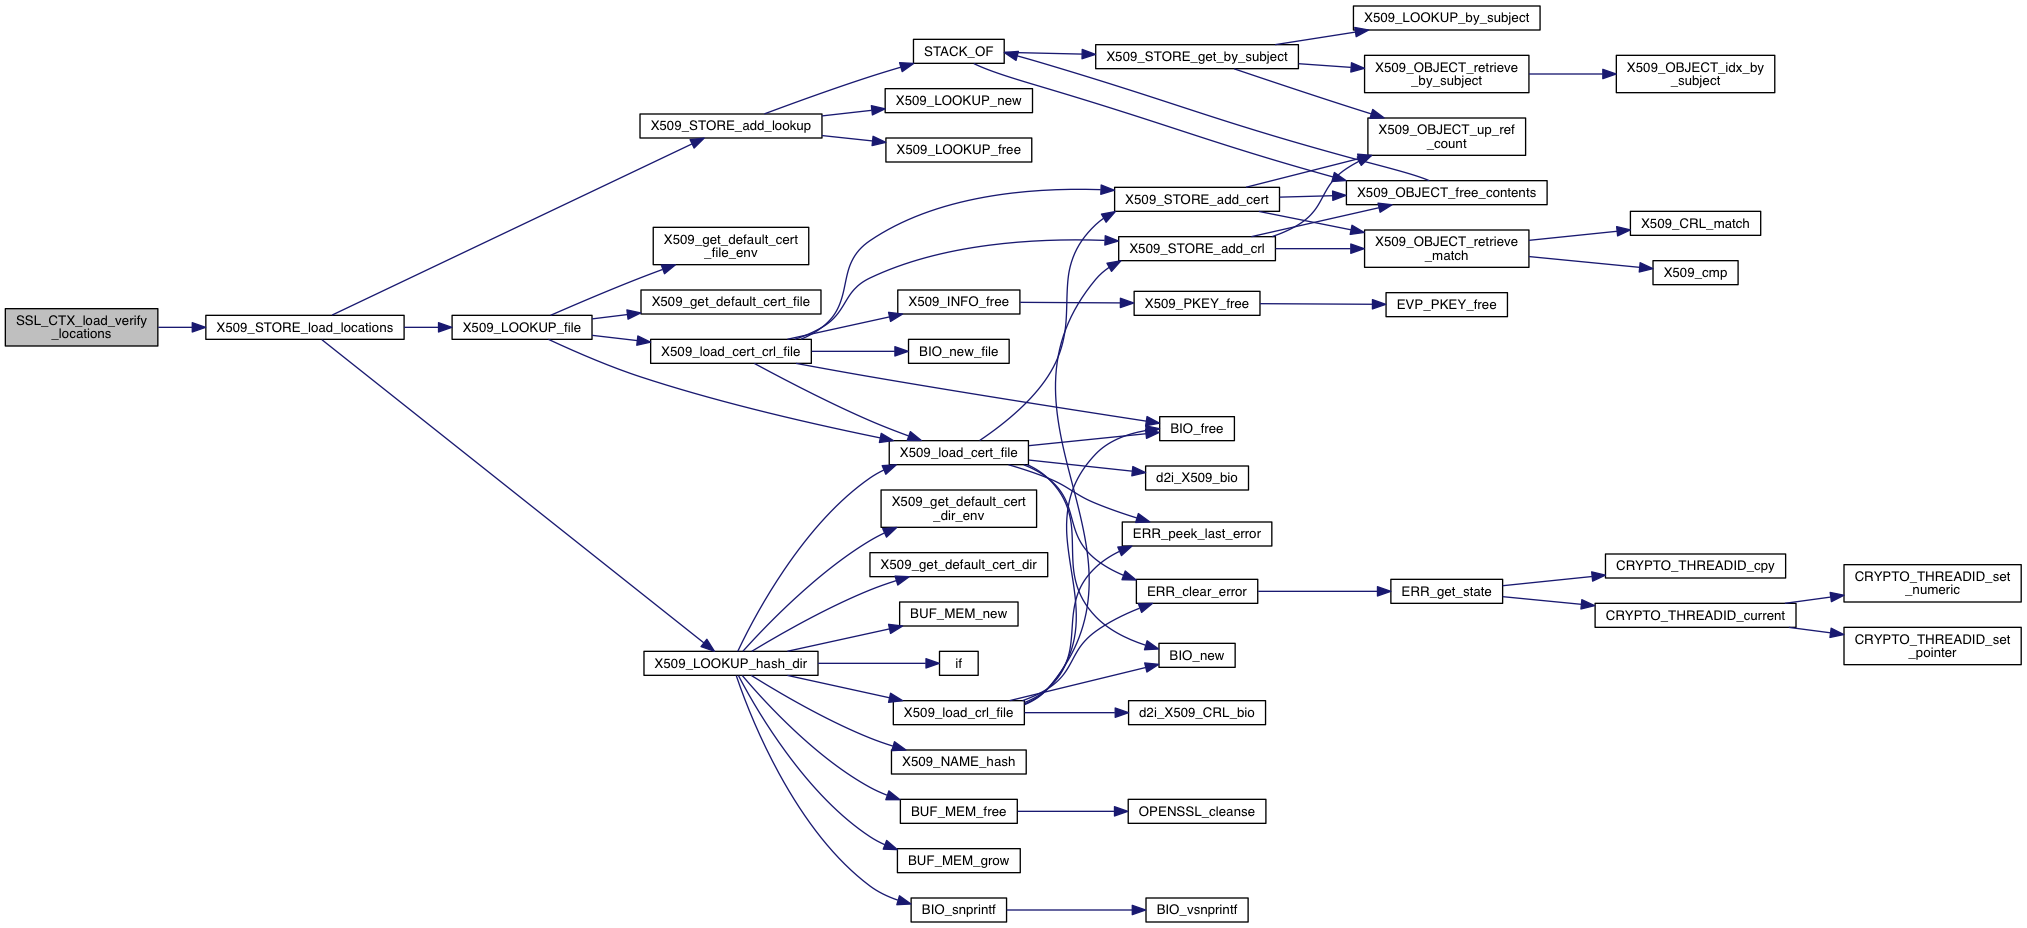 SSL_CTX_load_verify
_locations
X509_STORE_load_locations
X509_STORE_add_lookup
X509_LOOKUP_file
X509_LOOKUP_hash_dir
STACK_OF
X509_LOOKUP_new
X509_LOOKUP_free
X509_get_default_cert
_file_env
X509_get_default_cert_file
X509_load_cert_crl_file
X509_INFO_free
BIO_new_file
X509_load_cert_file
X509_get_default_cert
_dir_env
X509_get_default_cert_dir
BUF_MEM_new
if
X509_load_crl_file
X509_NAME_hash
BUF_MEM_free
BUF_MEM_grow
BIO_snprintf
X509_STORE_get_by_subject
X509_STORE_add_cert
X509_STORE_add_crl
X509_PKEY_free
BIO_free
d2i_X509_bio
ERR_peek_last_error
ERR_clear_error
BIO_new
d2i_X509_CRL_bio
OPENSSL_cleanse
BIO_vsnprintf
X509_LOOKUP_by_subject
X509_OBJECT_retrieve
_by_subject
X509_OBJECT_up_ref
_count
X509_OBJECT_free_contents
X509_OBJECT_retrieve
_match
EVP_PKEY_free
ERR_get_state
X509_OBJECT_idx_by
_subject
X509_CRL_match
X509_cmp
CRYPTO_THREADID_cpy
CRYPTO_THREADID_current
CRYPTO_THREADID_set
_numeric
CRYPTO_THREADID_set
_pointer